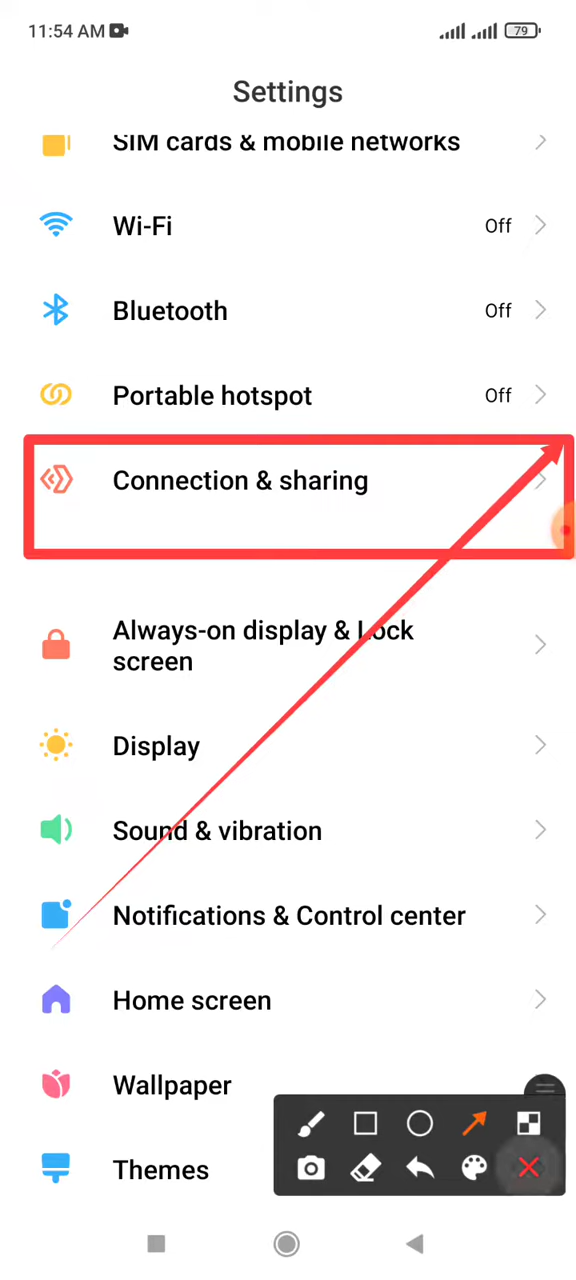 11:54 AM
79
Settings
SIM cards & mobile networks
Wi-Fi
Off
Bluetooth
Off
Portable hotspot
Off
Connection & sharing
Always-on display & Lock
screen
Display
Sound & vibration
Notifications & Control center
Home screen
Wallpaper
Themes